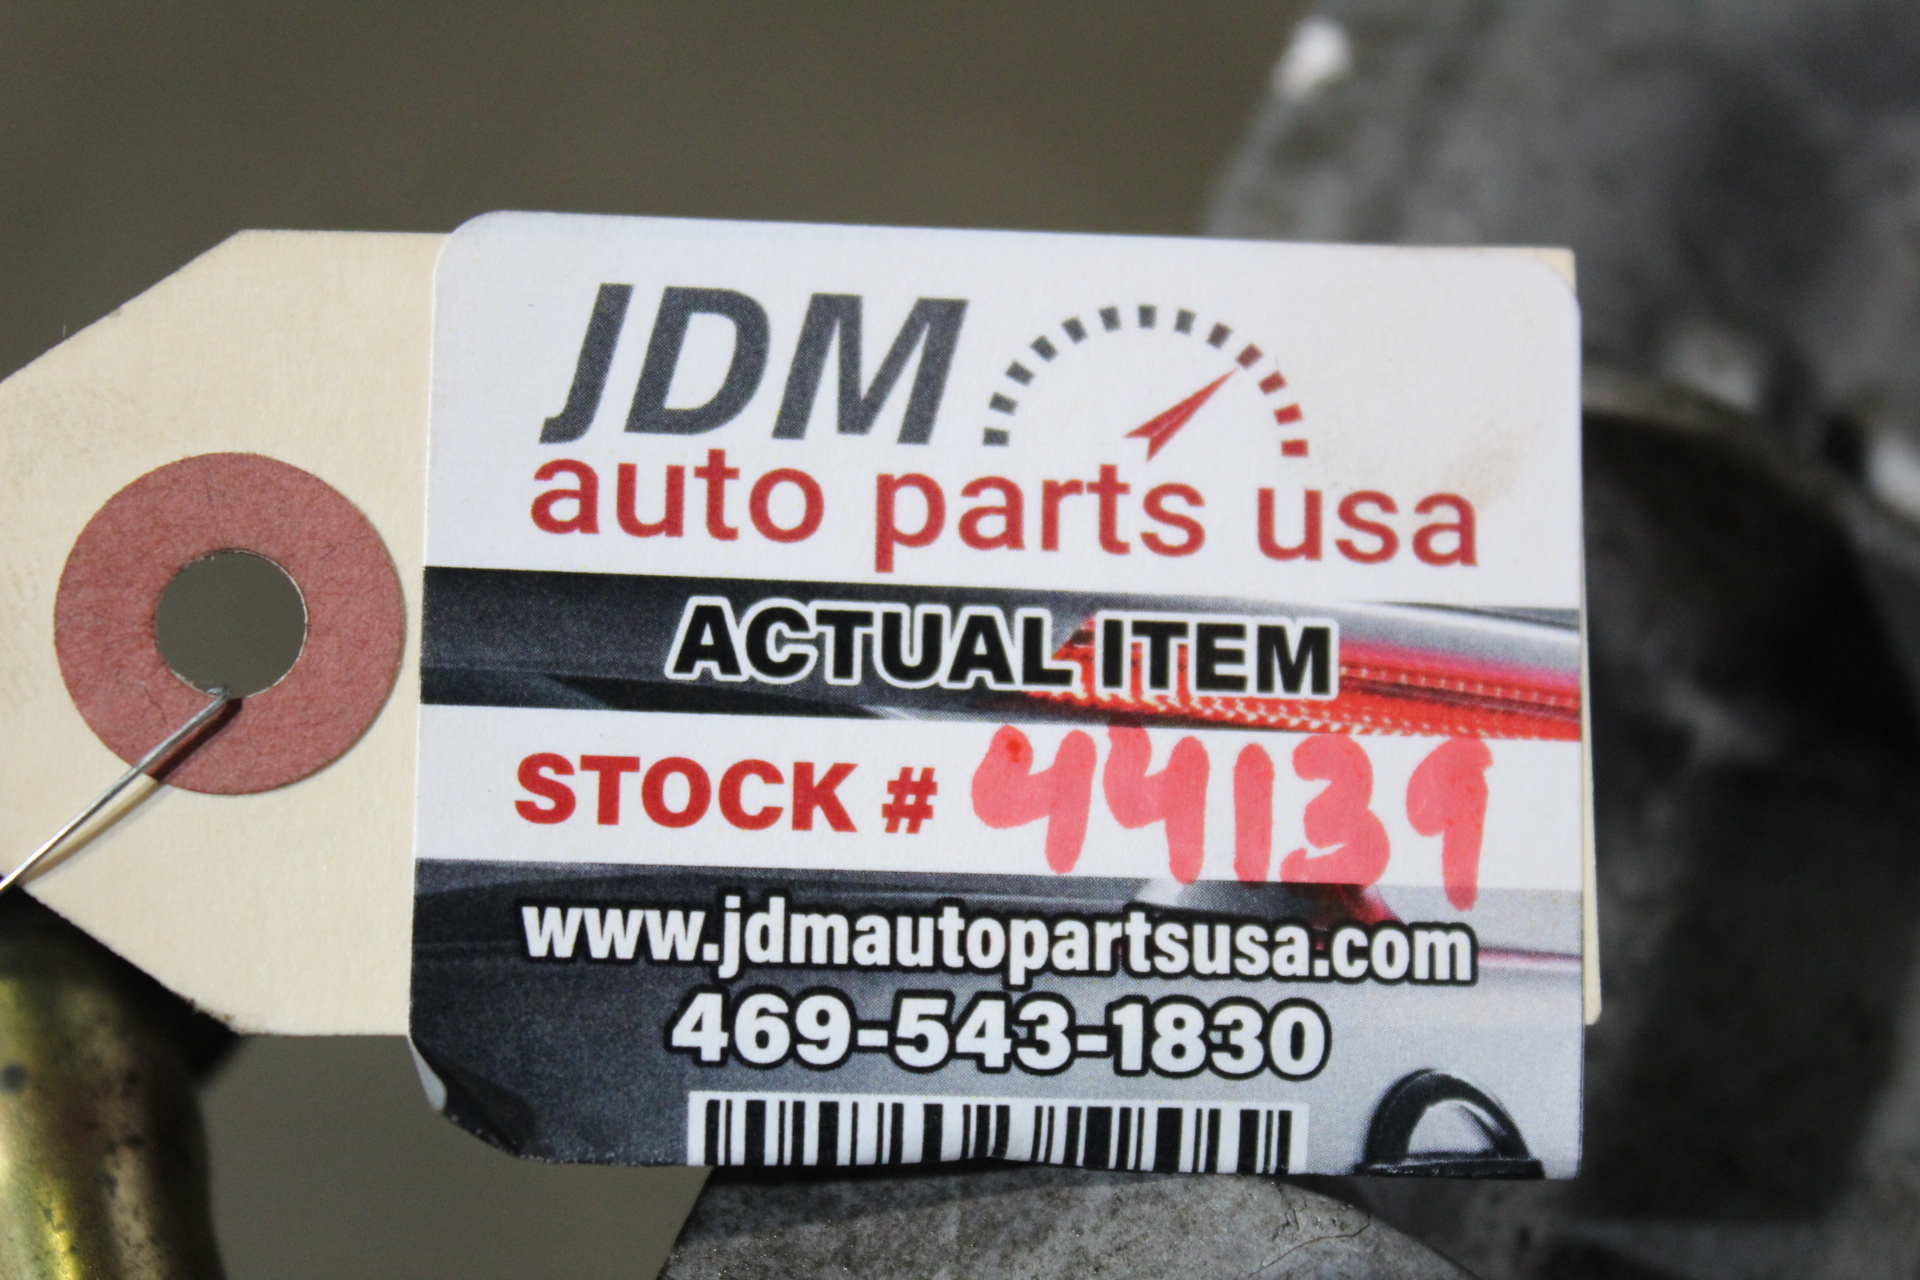 JDM
auto parts usa
ACTUAL ITEM
STOCK # 44139
www.jdmautopartsusa.com
469-543-1830